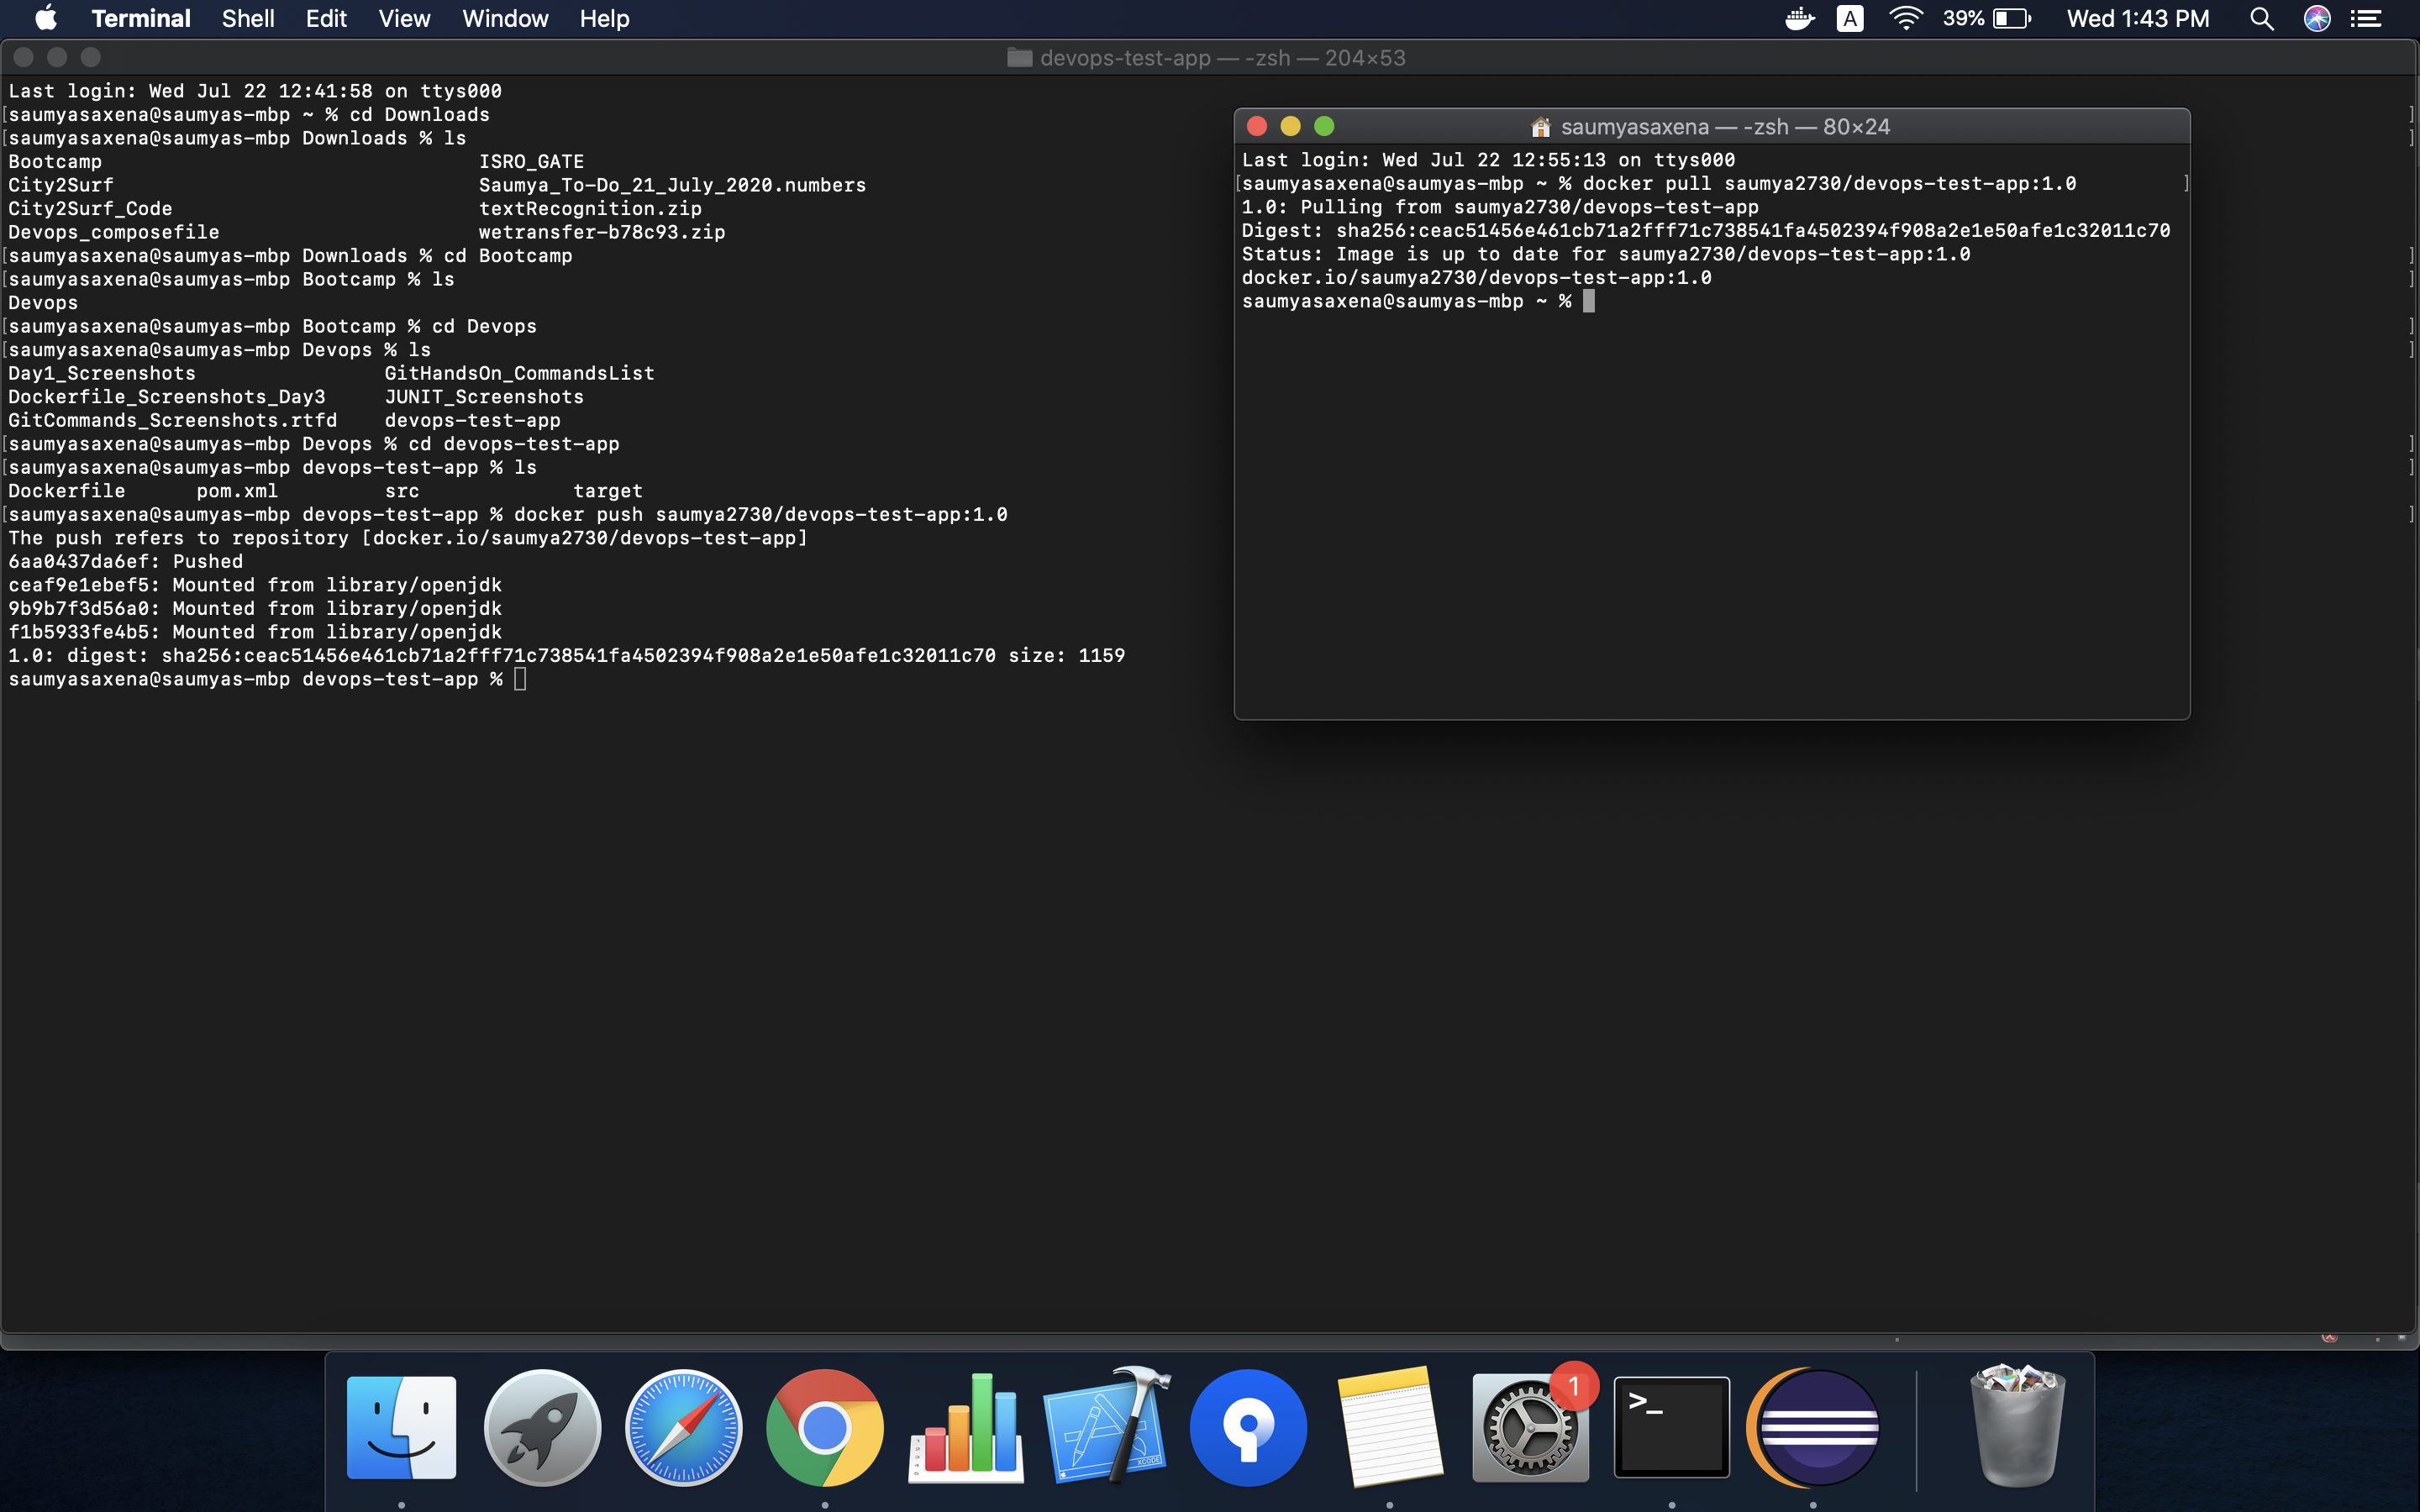 Terminal Shell Edit View Window Help A 39% Wed 1:43 PM
devops-test-app — -zsh — 204×53
Last login: Wed Jul 22 12:41:58 on ttys000
[saumyasaxena@saumyas-mbp ~ % cd Downloads ]
[saumyasaxena@saumyas-mbp Downloads % ls ]
Bootcamp ISRO_GATE
City2Surf Saumya_To-Do_21_July_2020.numbers
City2Surf_Code textRecognition.zip
Devops_composefile wetransfer-b78c93.zip
[saumyasaxena@saumyas-mbp Downloads % cd Bootcamp ]
[saumyasaxena@saumyas-mbp Bootcamp % ls ]
Devops
[saumyasaxena@saumyas-mbp Bootcamp % cd Devops ]
[saumyasaxena@saumyas-mbp Devops % ls ]
Day1_Screenshots GitHandsOn_CommandsList
Dockerfile_Screenshots_Day3 JUNIT_Screenshots
GitCommands_Screenshots.rtfd devops-test-app
[saumyasaxena@saumyas-mbp Devops % cd devops-test-app ]
[saumyasaxena@saumyas-mbp devops-test-app % ls ]
Dockerfile pom.xml src target
[saumyasaxena@saumyas-mbp devops-test-app % docker push saumya2730/devops-test-app:1.0 ]
The push refers to repository [docker.io/saumya2730/devops-test-app]
6aa0437da6ef: Pushed
ceaf9e1ebef5: Mounted from library/openjdk
9b9b7f3d56a0: Mounted from library/openjdk
f1b5933fe4b5: Mounted from library/openjdk
1.0: digest: sha256:ceac51456e461cb71a2fff71c738541fa4502394f908a2e1e50afe1c32011c70 size: 1159
saumyasaxena@saumyas-mbp devops-test-app %
saumyasaxena — -zsh — 80×24
Last login: Wed Jul 22 12:55:13 on ttys000
[saumyasaxena@saumyas-mbp ~ % docker pull saumya2730/devops-test-app:1.0 ]
1.0: Pulling from saumya2730/devops-test-app
Digest: sha256:ceac51456e461cb71a2fff71c738541fa4502394f908a2e1e50afe1c32011c70
Status: Image is up to date for saumya2730/devops-test-app:1.0
docker.io/saumya2730/devops-test-app:1.0
saumyasaxena@saumyas-mbp ~ %
1
>_
XCODE